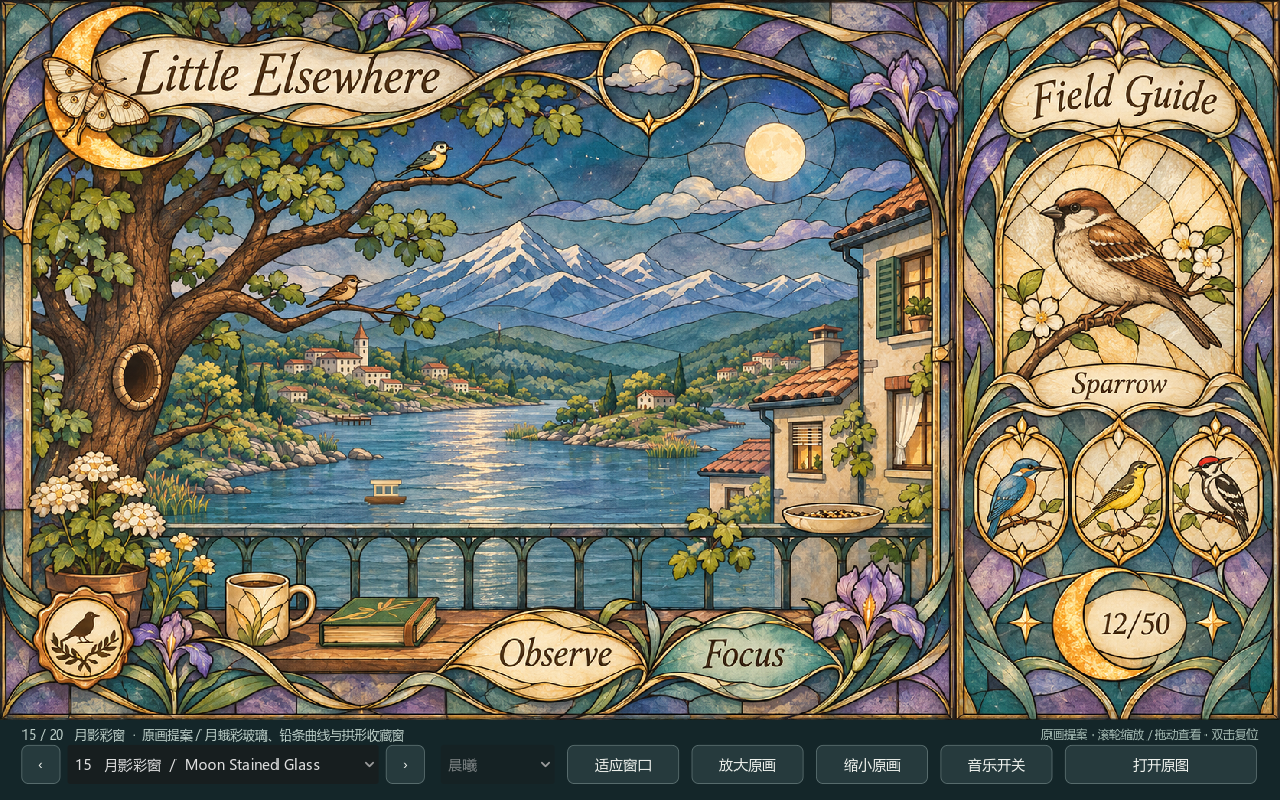 Little Elsewhere
Field Guide
Sparrow
12/50
Observe
Focus
15 / 20 月影彩窗 · 原画提案 / 月蛾彩玻璃、铅条曲线与拱形收藏窗
原画提案 · 滚轮缩放 / 拖动查看 · 双击复位
‹
15 月影彩窗 / Moon Stained Glass
›
晨曦
适应窗口
放大原画
缩小原画
音乐开关
打开原图